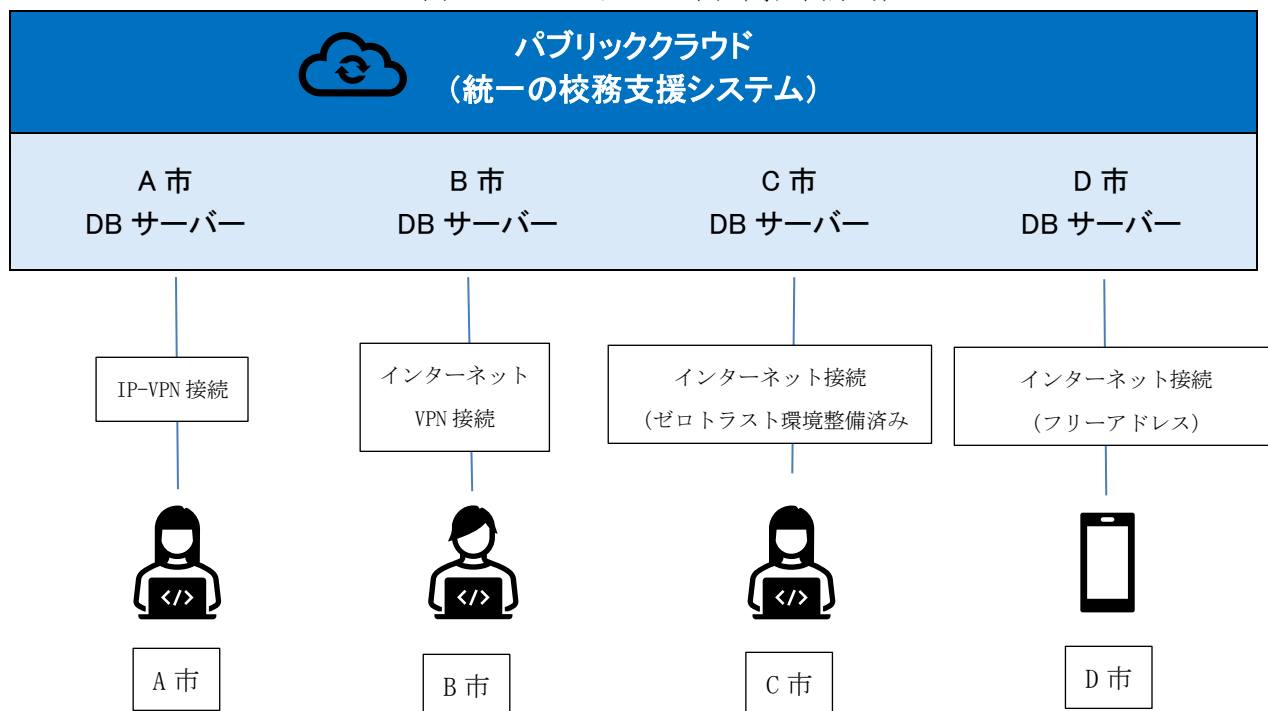 パブリッククラウド
（統一の校務支援システム）
A 市
DB サーバー
B 市
DB サーバー
C 市
DB サーバー
D 市
DB サーバー
IP-VPN 接続
インターネット
VPN 接続
インターネット接続
(ゼロトラスト環境整備済み
インターネット接続
(フリーアドレス)
</>
</>
</>
A 市
B 市
C 市
D 市